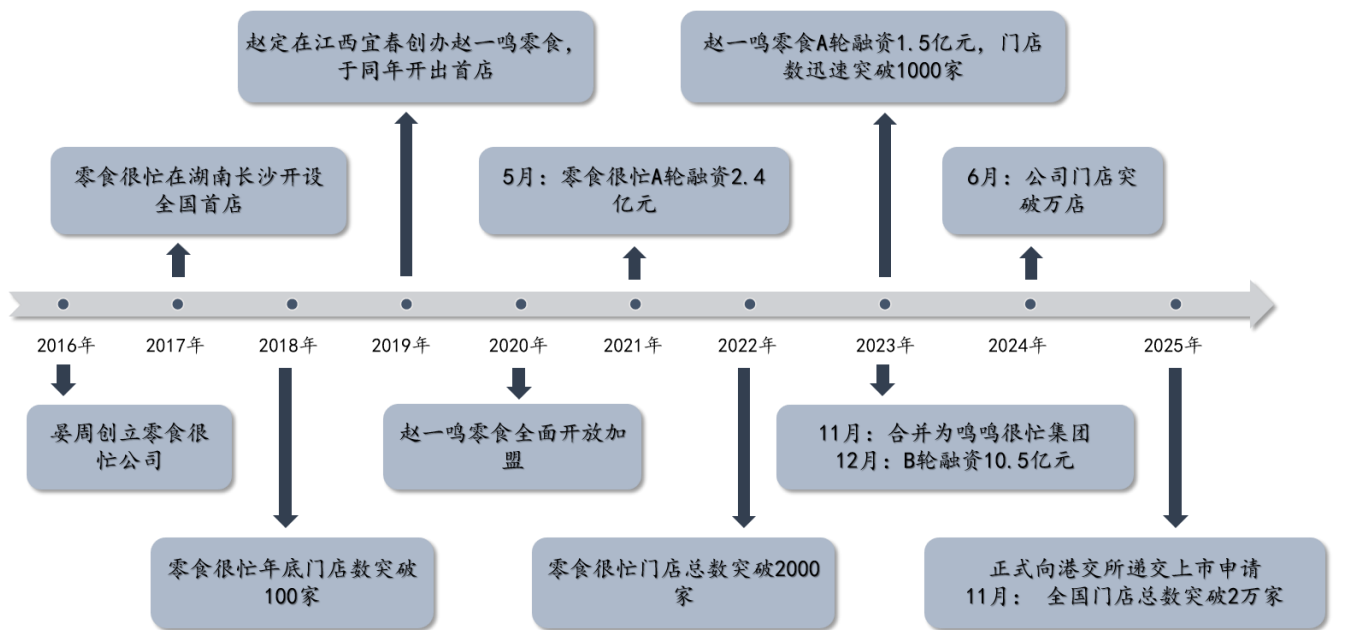 赵定在江西宜春创办赵一鸣零食，
于同年开出首店
赵一鸣零食A轮融资1.5亿元，门店
数迅速突破1000家
零食很忙在湖南长沙开设
全国首店
5月：零食很忙A轮融资2.4
亿元
6月：公司门店突
破万店
2016年
2017年
2018年
2019年
2020年
2021年
2022年
2023年
2024年
2025年
晏周创立零食很
忙公司
赵一鸣零食全面开放加
盟
11月：合并为鸣鸣很忙集团
12月：B轮融资10.5亿元
零食很忙年底门店数突破
100家
零食很忙门店总数突破2000
家
正式向港交所递交上市申请
11月： 全国门店总数突破2万家